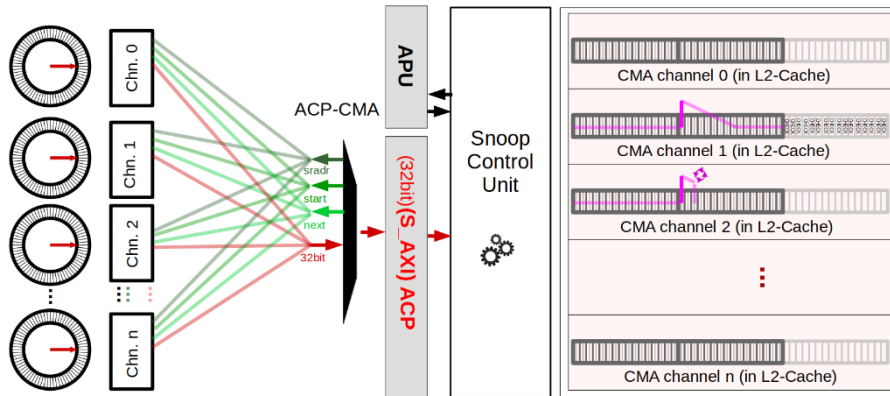 Chn. 0
Chn. 1
Chn. 2
Chn. n
ACP-CMA
sradr
start
next
32bit
APU
(32bit)(S_AXI) ACP
Snoop
Control
Unit
CMA channel 0 (in L2-Cache)
CMA channel 1 (in L2-Cache)
CMA channel 2 (in L2-Cache)
CMA channel n (in L2-Cache)